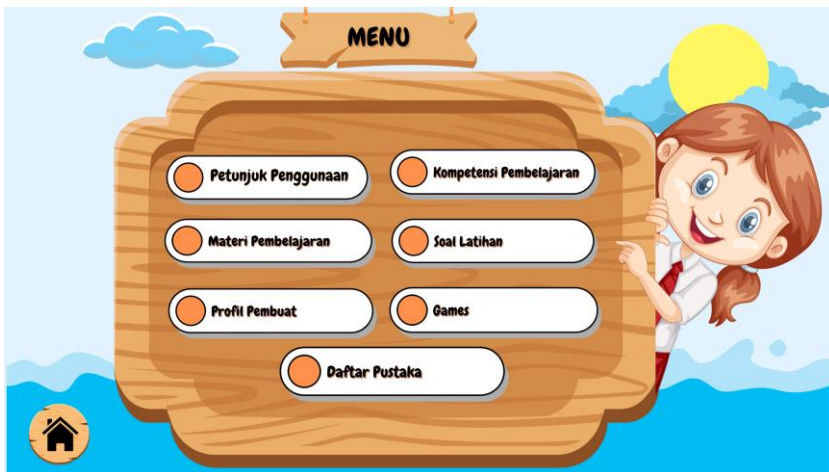 MENU
Petunjuk Penggunaan
Kompetensi Pembelajaran
Materi Pembelajaran
Soal Latihan
Profil Pembuat
Games
Daftar Pustaka